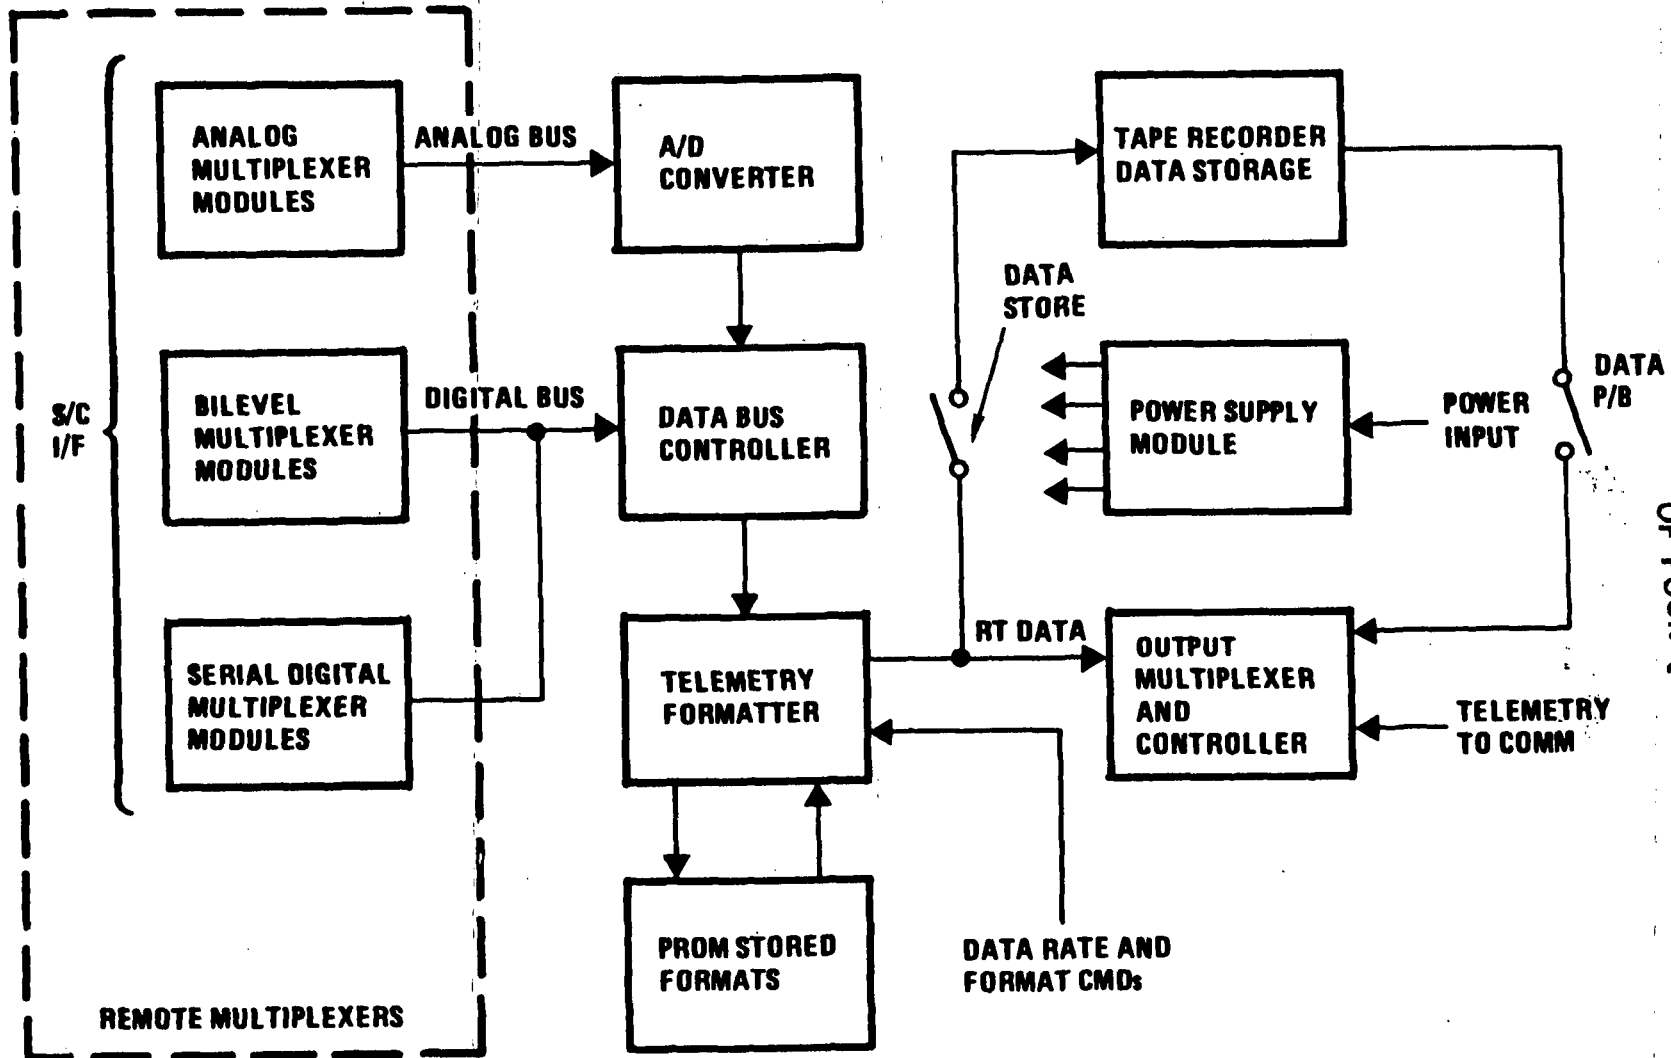 ANALOG
MULTIPLEXER
MODULES
ANALOG BUS
A/D
CONVERTER
TAPE RECORDER
DATA STORAGE
DATA
STORE
S/C
I/F
BILEVEL
MULTIPLEXER
MODULES
DIGITAL BUS
DATA BUS
CONTROLLER
POWER SUPPLY
MODULE
POWER
INPUT
DATA
P/B
SERIAL DIGITAL
MULTIPLEXER
MODULES
TELEMETRY
FORMATTER
RT DATA
OUTPUT
MULTIPLEXER
AND
CONTROLLER
TELEMETRY
TO COMM
PROM STORED
FORMATS
DATA RATE AND
FORMAT CMDs
REMOTE MULTIPLEXERS